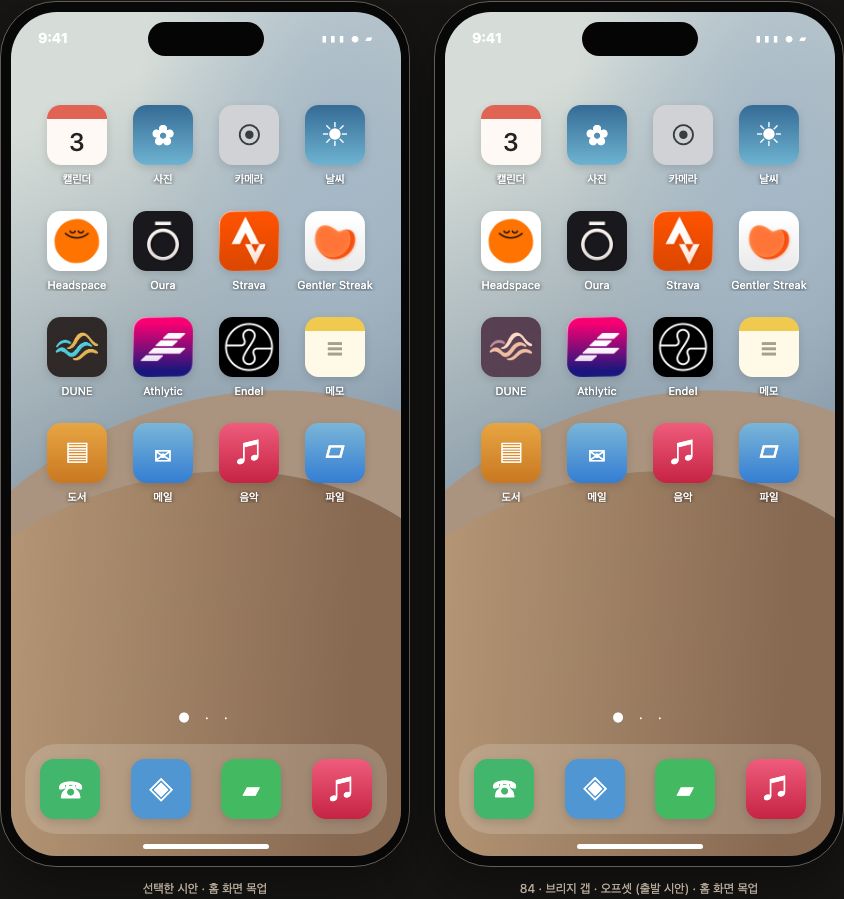 9:41
3
캘린더 사진 카메라 날씨
Headspace Oura Strava Gentler Streak
DUNE Athlytic Endel 메모
도서 메일 음악 파일
선택한 시안 · 홈 화면 목업
9:41
3
캘린더 사진 카메라 날씨
Headspace Oura Strava Gentler Streak
DUNE Athlytic Endel 메모
도서 메일 음악 파일
84 · 브리지 갭 · 오프셋 (출발 시안) · 홈 화면 목업